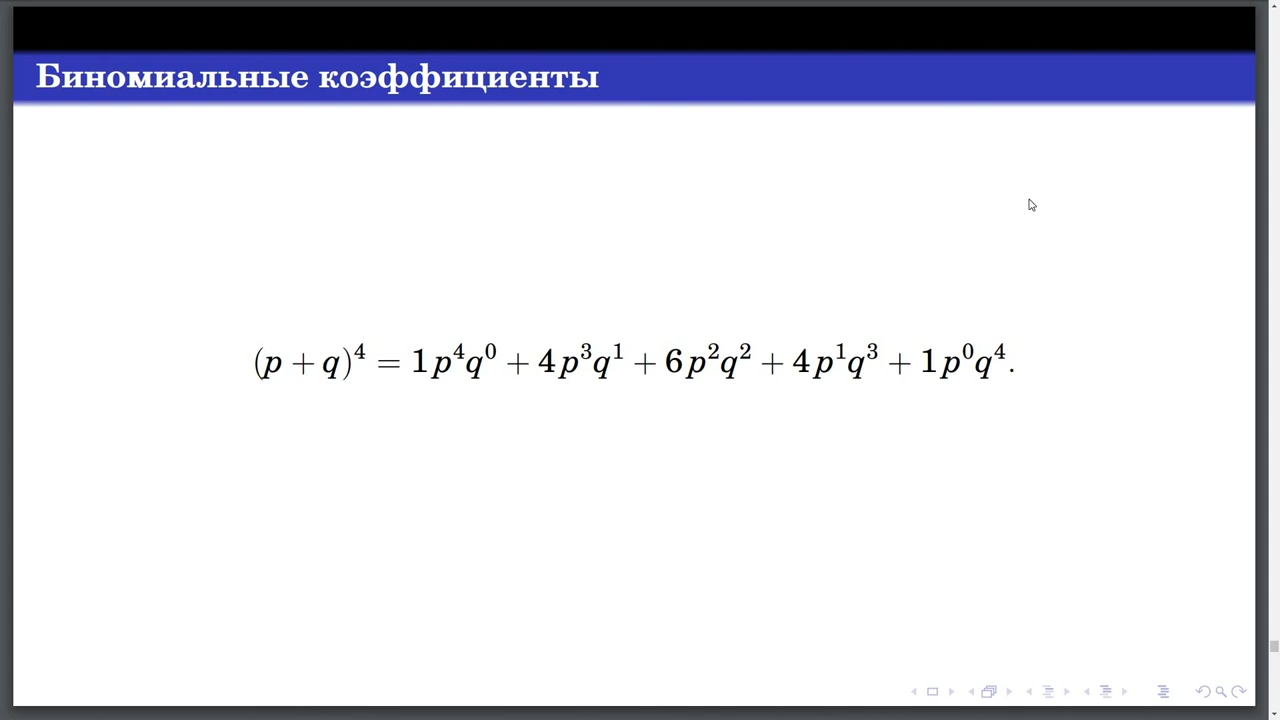 Биномиальные коэффициенты
(p + q)⁴ = 1p⁴q⁰ + 4p³q¹ + 6p²q² + 4p¹q³ + 1p⁰q⁴.